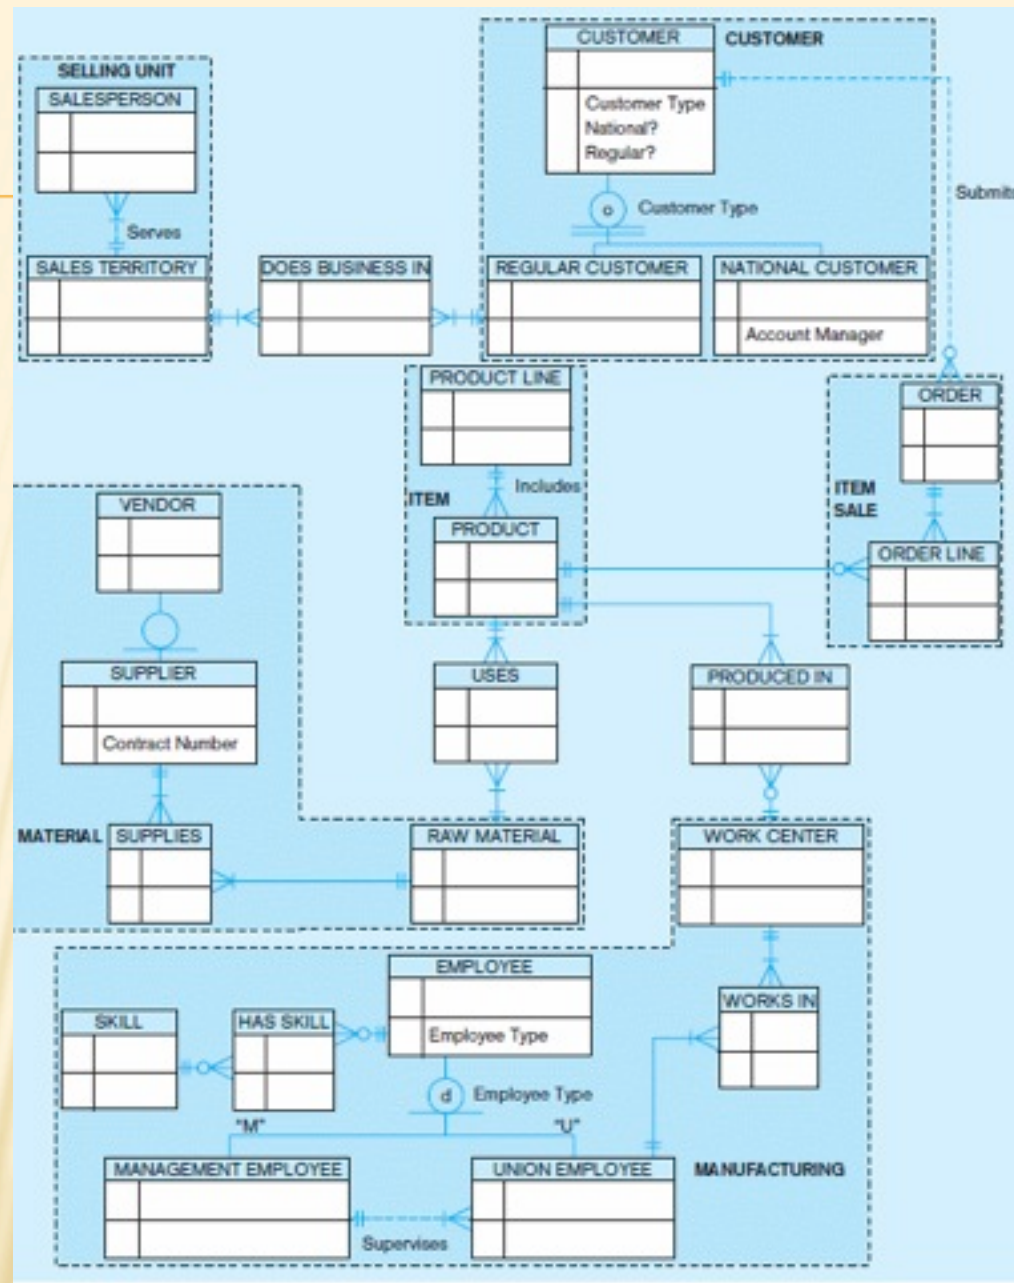 CUSTOMER
CUSTOMER
SELLING UNIT
SALESPERSON
Customer Type
National?
Regular?
Submits
o
Customer Type
Serves
SALES TERRITORY
DOES BUSINESS IN
REGULAR CUSTOMER
NATIONAL CUSTOMER
Account Manager
PRODUCT LINE
ORDER
Includes
ITEM
ITEM
SALE
VENDOR
PRODUCT
ORDER LINE
SUPPLIER
USES
PRODUCED IN
Contract Number
MATERIAL
SUPPLIES
RAW MATERIAL
WORK CENTER
EMPLOYEE
SKILL
HAS SKILL
Employee Type
WORKS IN
d
Employee Type
"M"
"U"
MANAGEMENT EMPLOYEE
UNION EMPLOYEE
MANUFACTURING
Supervises